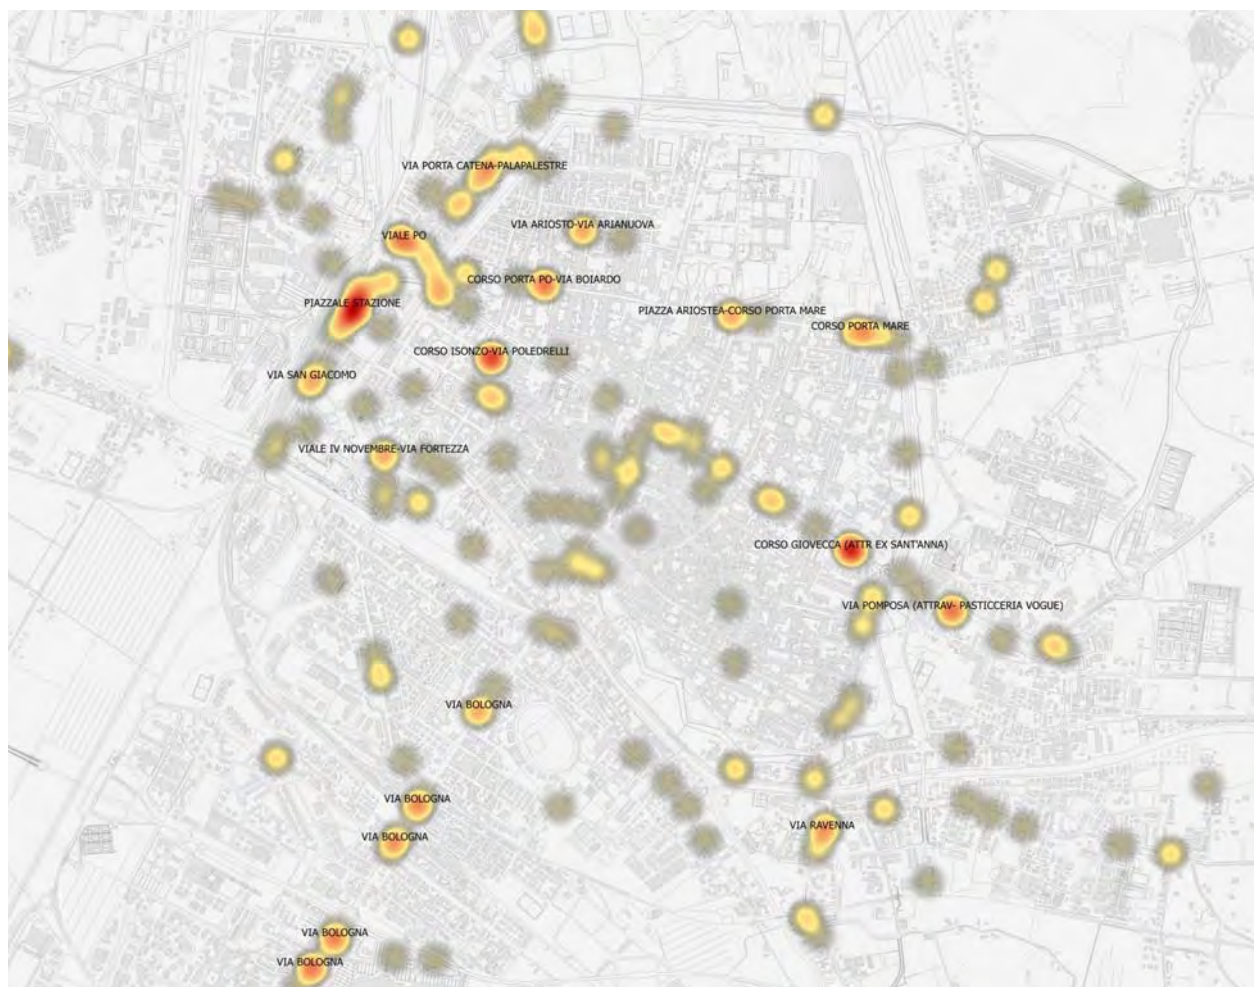 VIA PORTA CATENA-PALAPALESTRE
VIA ARIOSTO-VIA ARIANUOVA
VIALE PO
CORSO PORTA PO-VIA BOIARDO
PIAZZALE STAZIONE
PIAZZA ARIOSTEA-CORSO PORTA MARE
CORSO PORTA MARE
CORSO ISONZO-VIA POLEDRELLI
VIA SAN GIACOMO
VIALE IV NOVEMBRE-VIA FORTEZZA
CORSO GIOVECCA (ATTR EX SANT'ANNA)
VIA POMPOSA (ATTRAV- PASTICCERIA VOGUE)
VIA BOLOGNA
VIA BOLOGNA
VIA RAVENNA
VIA BOLOGNA
VIA BOLOGNA
VIA BOLOGNA